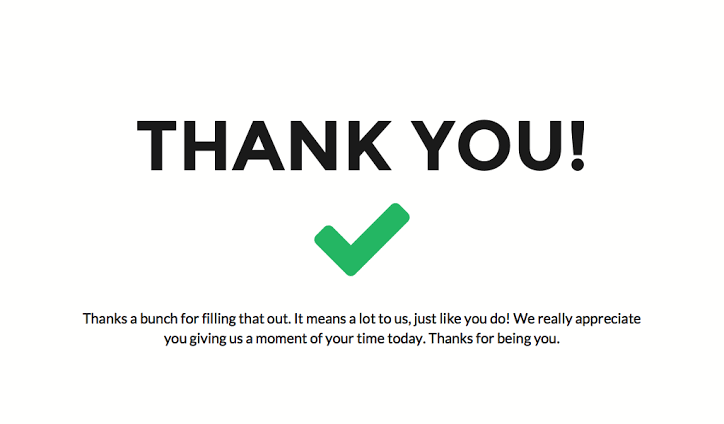 THANK YOU!
Thanks a bunch for filling that out. It means a lot to us, just like you do! We really appreciate
you giving us a moment of your time today. Thanks for being you.